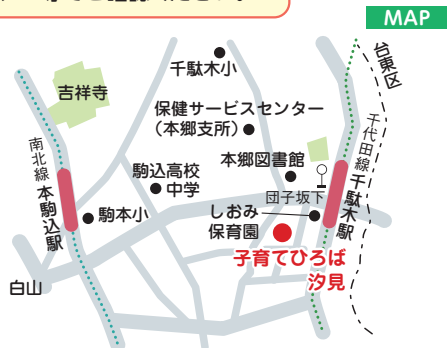 MAP
台東区
千駄木小
吉祥寺
保健サービスセンター
（本郷支所）
千代田線
千駄木駅
南北線
本駒込駅
本郷図書館
駒込高校
中学
団子坂下
駒本小
しおみ
保育園
子育てひろば
汐見
白山